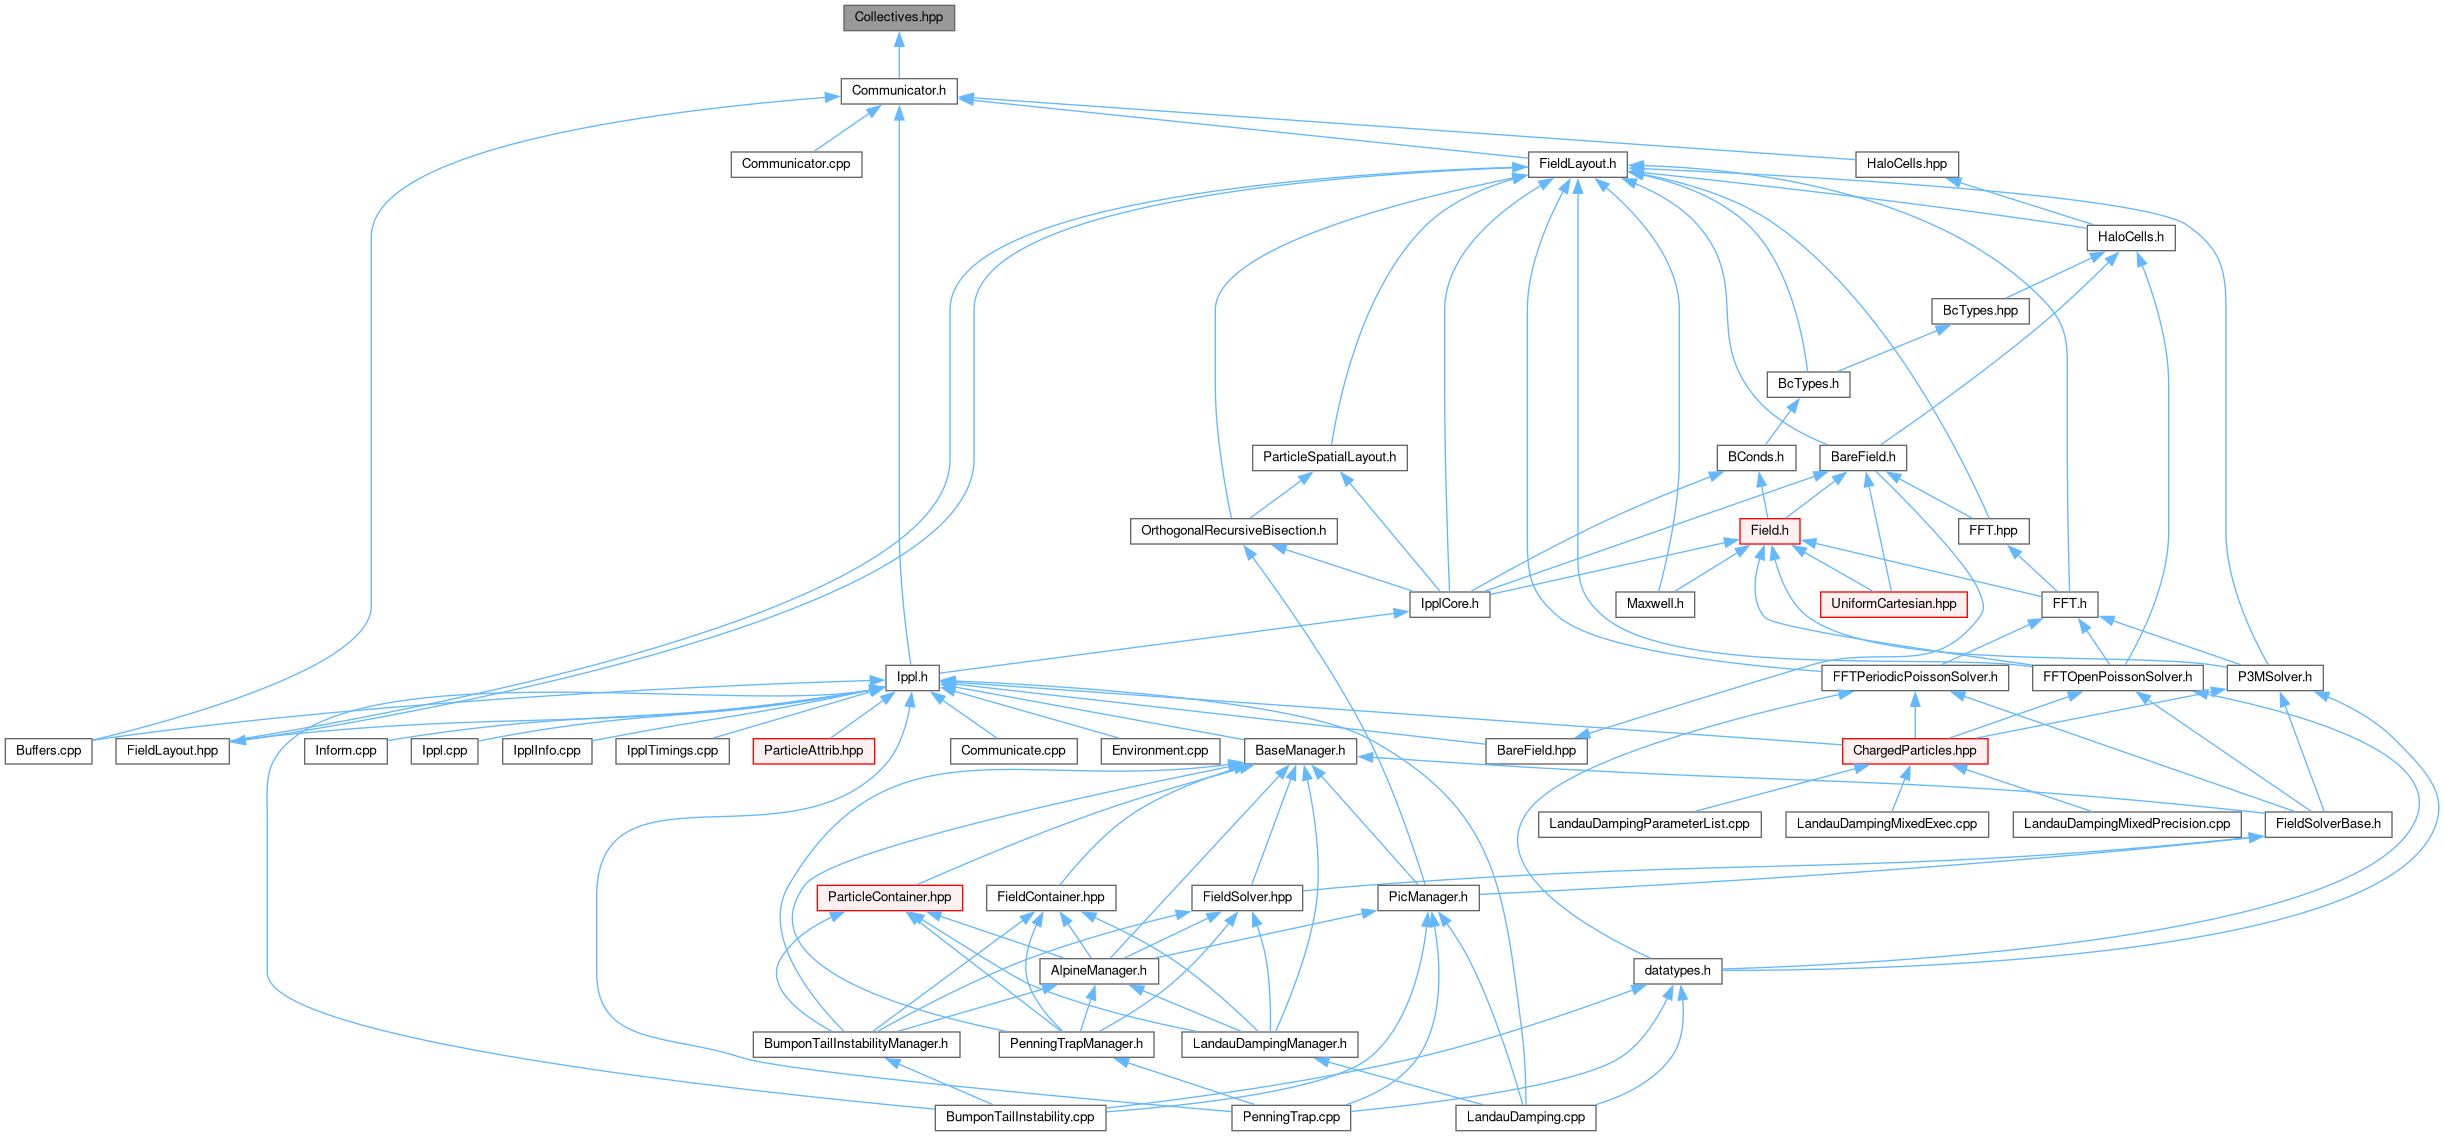 Collectives.hpp
Communicator.h
Communicator.cpp
FieldLayout.h
HaloCells.hpp
HaloCells.h
BcTypes.hpp
BcTypes.h
ParticleSpatialLayout.h
BConds.h
BareField.h
OrthogonalRecursiveBisection.h
Field.h
FFT.hpp
IpplCore.h
Maxwell.h
UniformCartesian.hpp
FFT.h
Ippl.h
FFTPeriodicPoissonSolver.h
FFTOpenPoissonSolver.h
P3MSolver.h
Buffers.cpp
FieldLayout.hpp
Inform.cpp
Ippl.cpp
IpplInfo.cpp
IpplTimings.cpp
ParticleAttrib.hpp
Communicate.cpp
Environment.cpp
BaseManager.h
BareField.hpp
ChargedParticles.hpp
LandauDampingParameterList.cpp
LandauDampingMixedExec.cpp
LandauDampingMixedPrecision.cpp
FieldSolverBase.h
ParticleContainer.hpp
FieldContainer.hpp
FieldSolver.hpp
PicManager.h
AlpineManager.h
datatypes.h
BumponTailInstabilityManager.h
PenningTrapManager.h
LandauDampingManager.h
BumponTailInstability.cpp
PenningTrap.cpp
LandauDamping.cpp